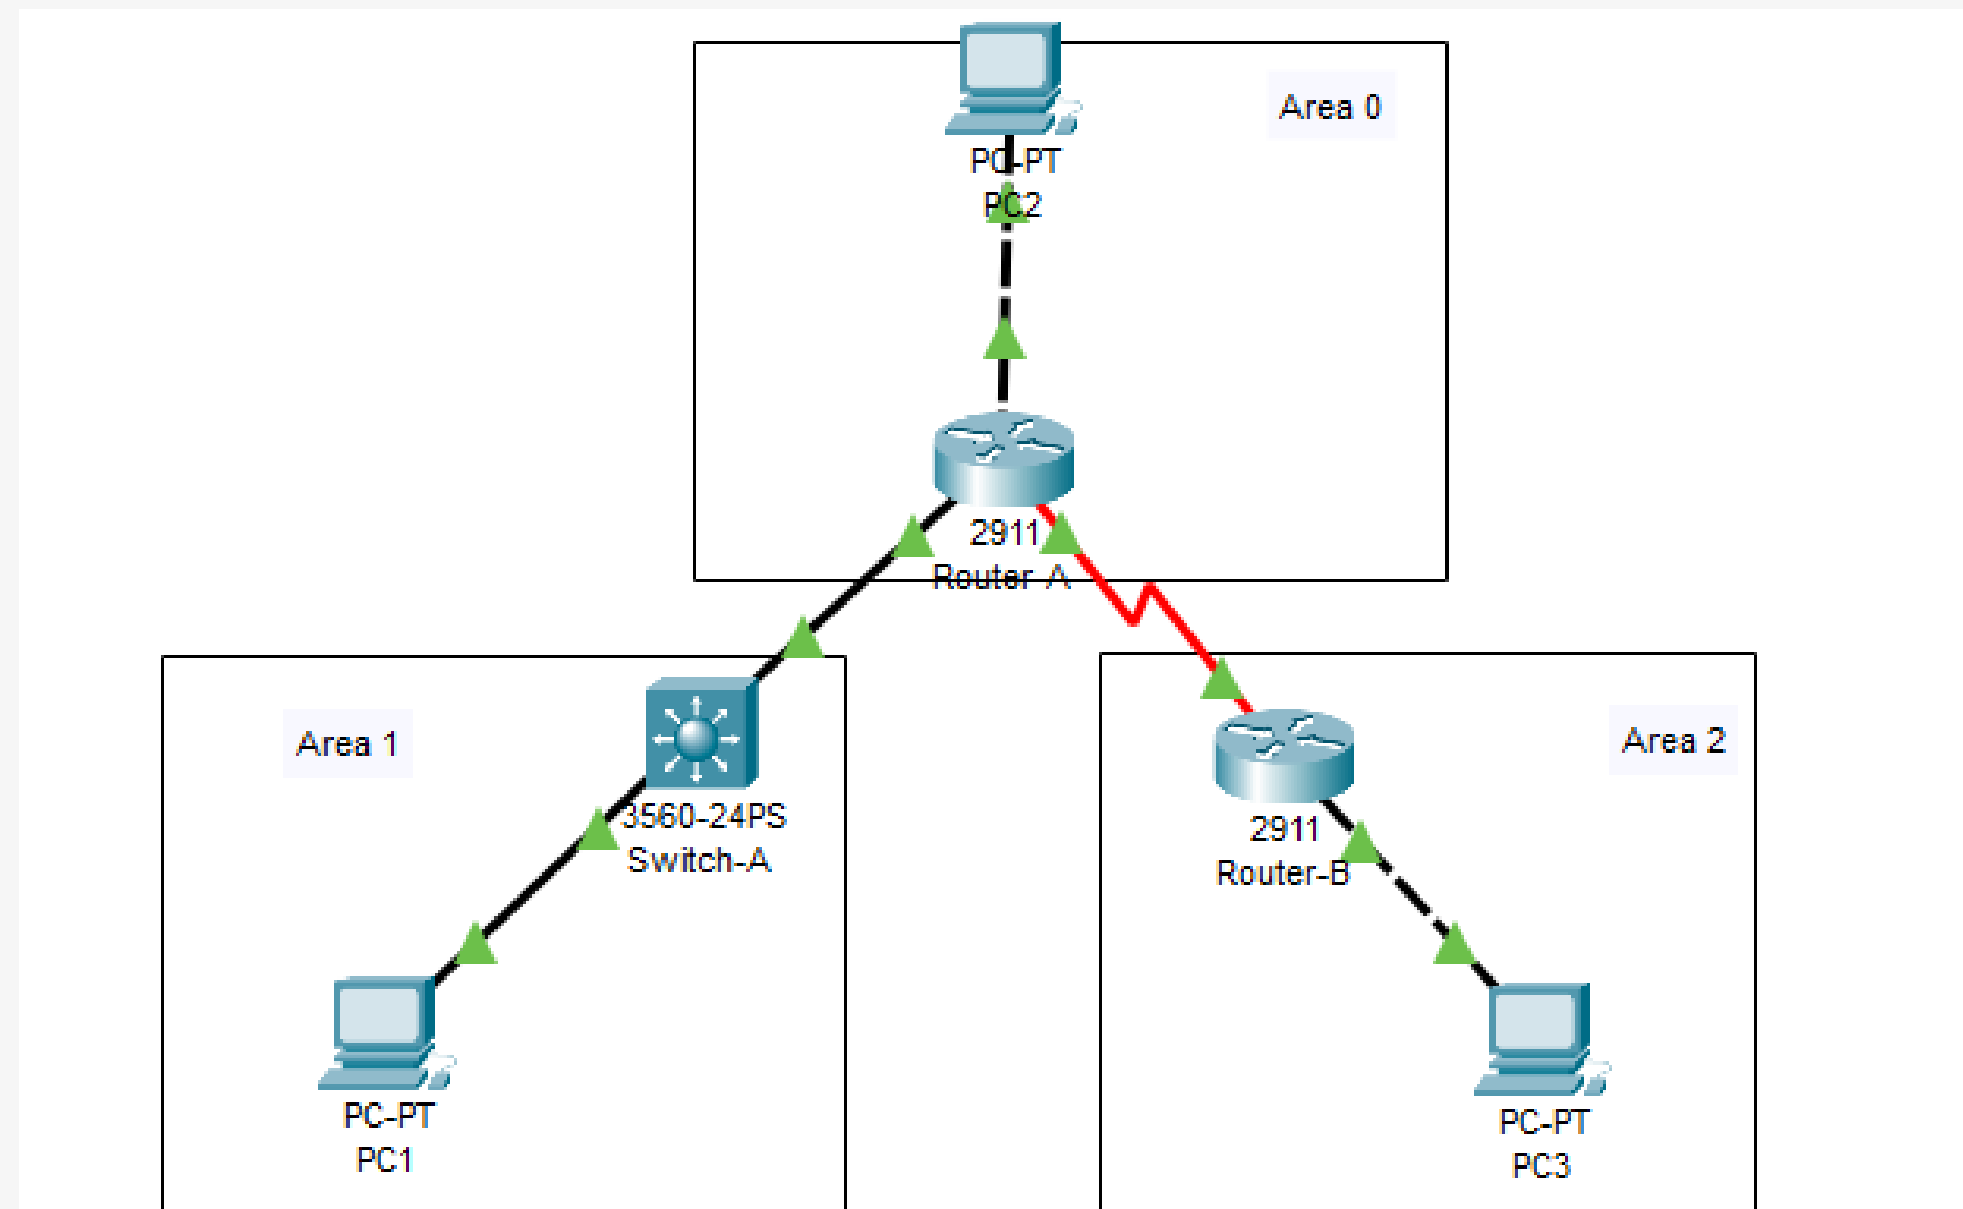 Area 0
PC-PT
PC2
2911
Router-A
Area 1
3560-24PS
Switch-A
PC-PT
PC1
Area 2
2911
Router-B
PC-PT
PC3